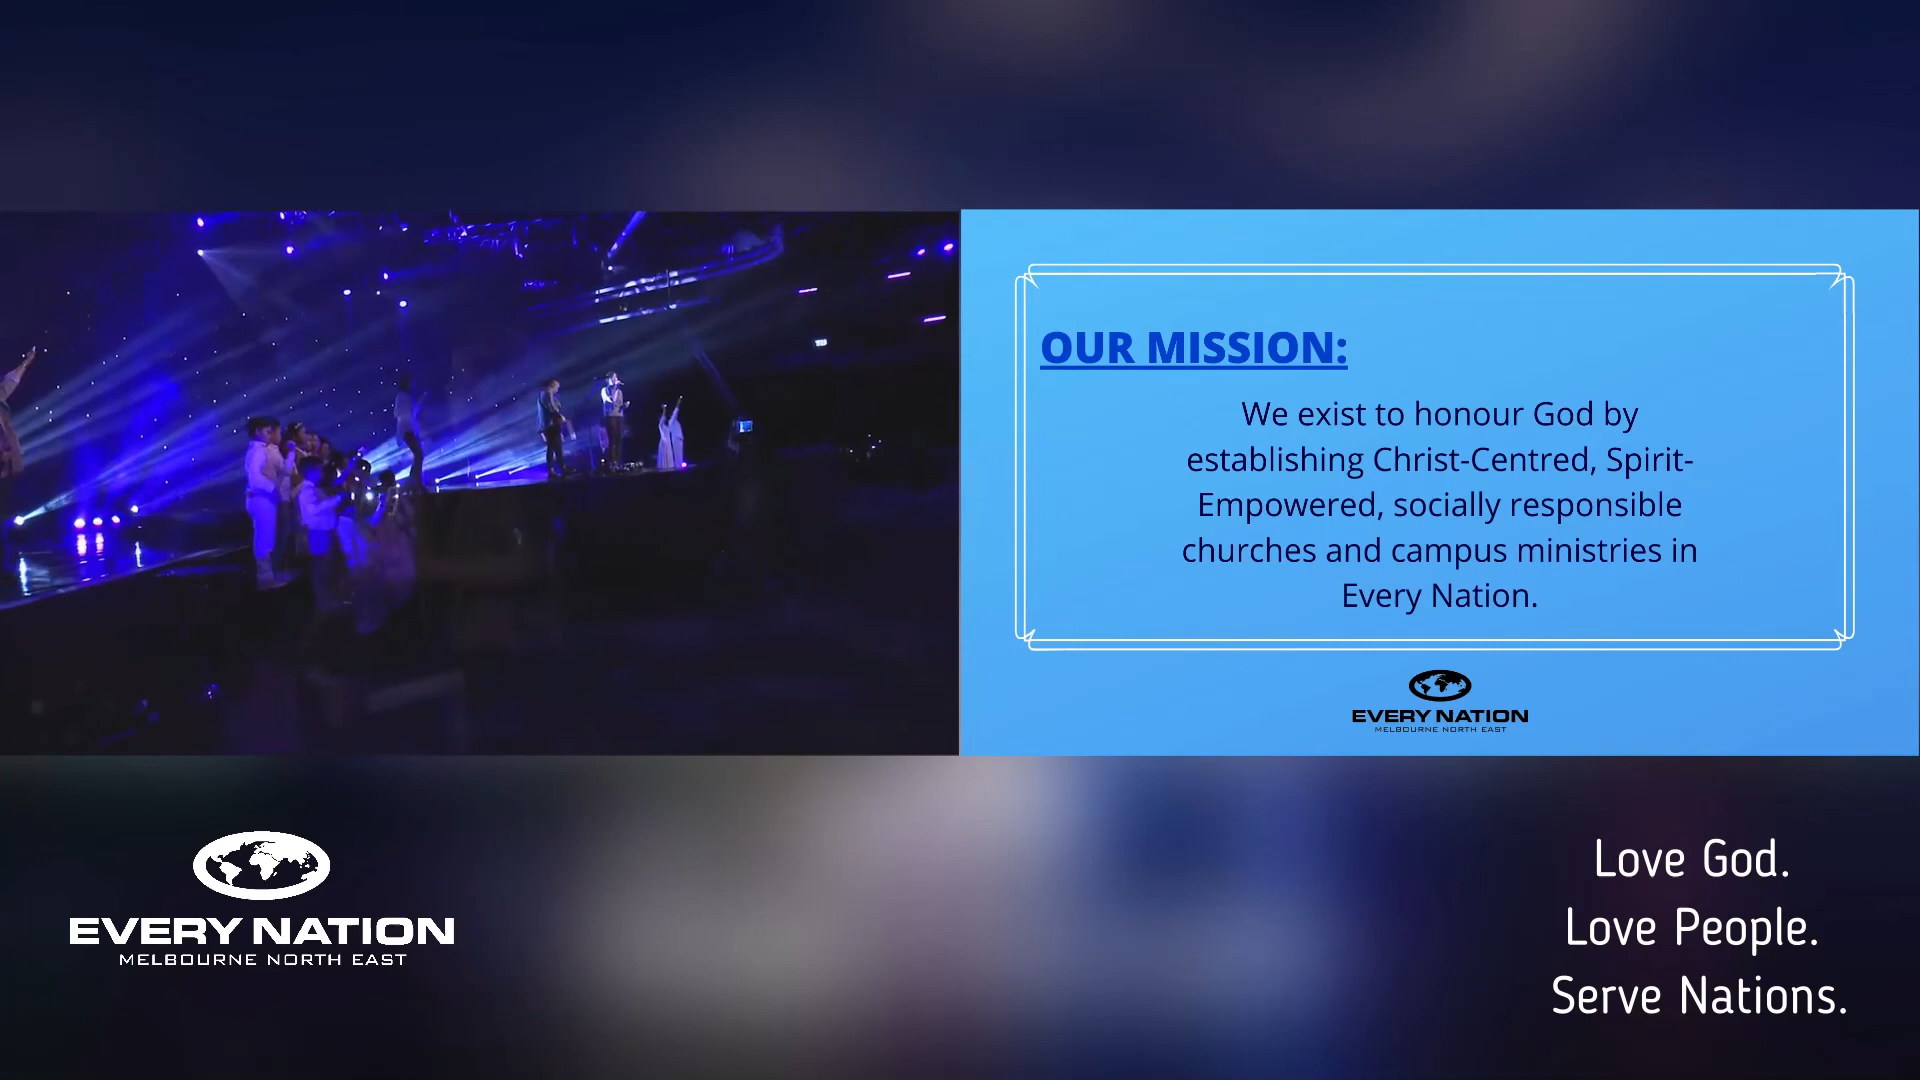 OUR MISSION:
We exist to honour God by
establishing Christ-Centred, Spirit-
Empowered, socially responsible
churches and campus ministries in
Every Nation.
EVERY NATION
MELBOURNE NORTH EAST
EVERY NATION
MELBOURNE NORTH EAST
Love God.
Love People.
Serve Nations.